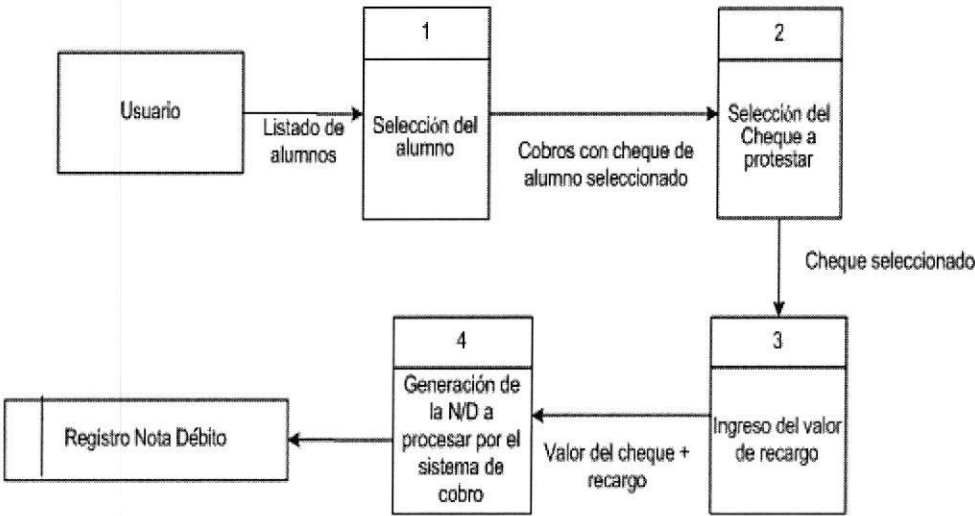 Usuario
Listado de
alumnos
1
Selección del
alumno
Cobros con cheque de
alumno seleccionado
2
Selección del
Cheque a
protestar
Cheque seleccionado
3
Ingreso del valor
de recargo
Valor del cheque +
recargo
4
Generación de
la N/D a
procesar por el
sistema de
cobro
Registro Nota Débito